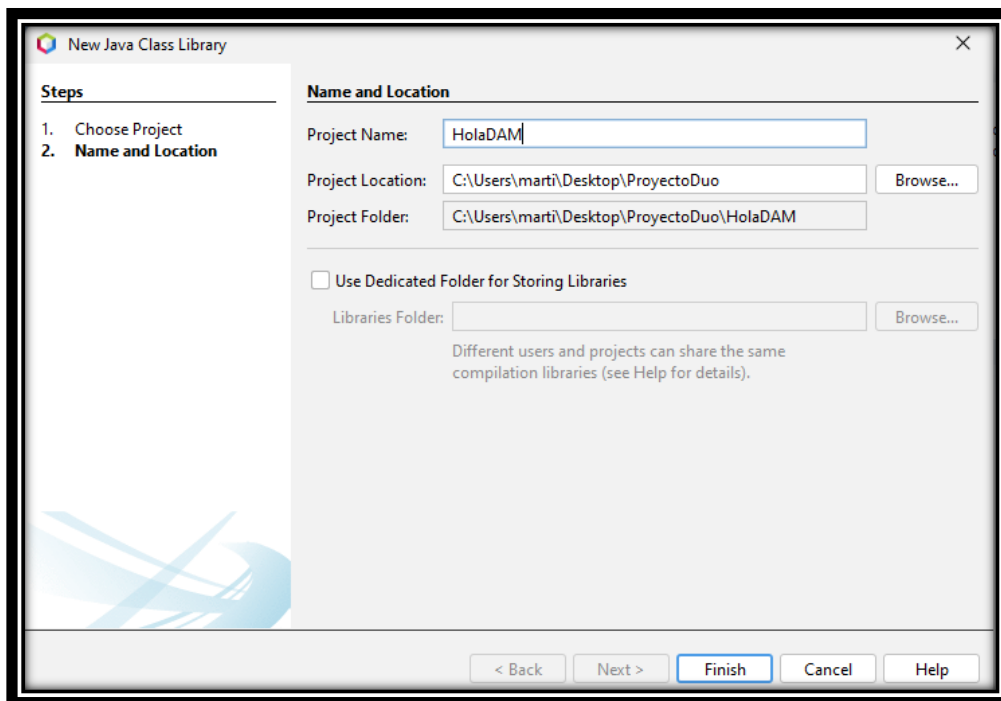 New Java Class Library
Steps
1. Choose Project
2. Name and Location
Name and Location
Project Name: HolaDAM
Project Location: C:\Users\marti\Desktop\ProyectoDuo Browse...
Project Folder: C:\Users\marti\Desktop\ProyectoDuo\HolaDAM
Use Dedicated Folder for Storing Libraries
Libraries Folder: Browse...
Different users and projects can share the same
compilation libraries (see Help for details).
< Back Next > Finish Cancel Help